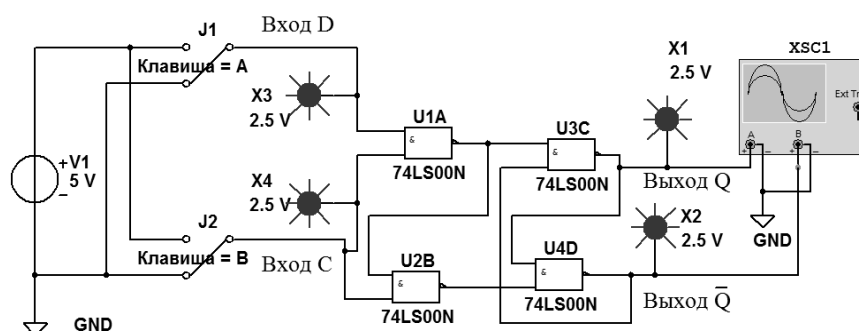 J1
Вход D
Клавиша = A
X3
2.5 V
U1A
&
74LS00N
X4
2.5 V
J2
Клавиша = B
Вход C
V1
5 V
+
−
GND
U2B
&
74LS00N
U3C
&
74LS00N
U4D
&
74LS00N
X1
2.5 V
Выход Q
X2
2.5 V
Выход Q̅
XSC1
Ext Tr
A
B
+
−
+
−
GND